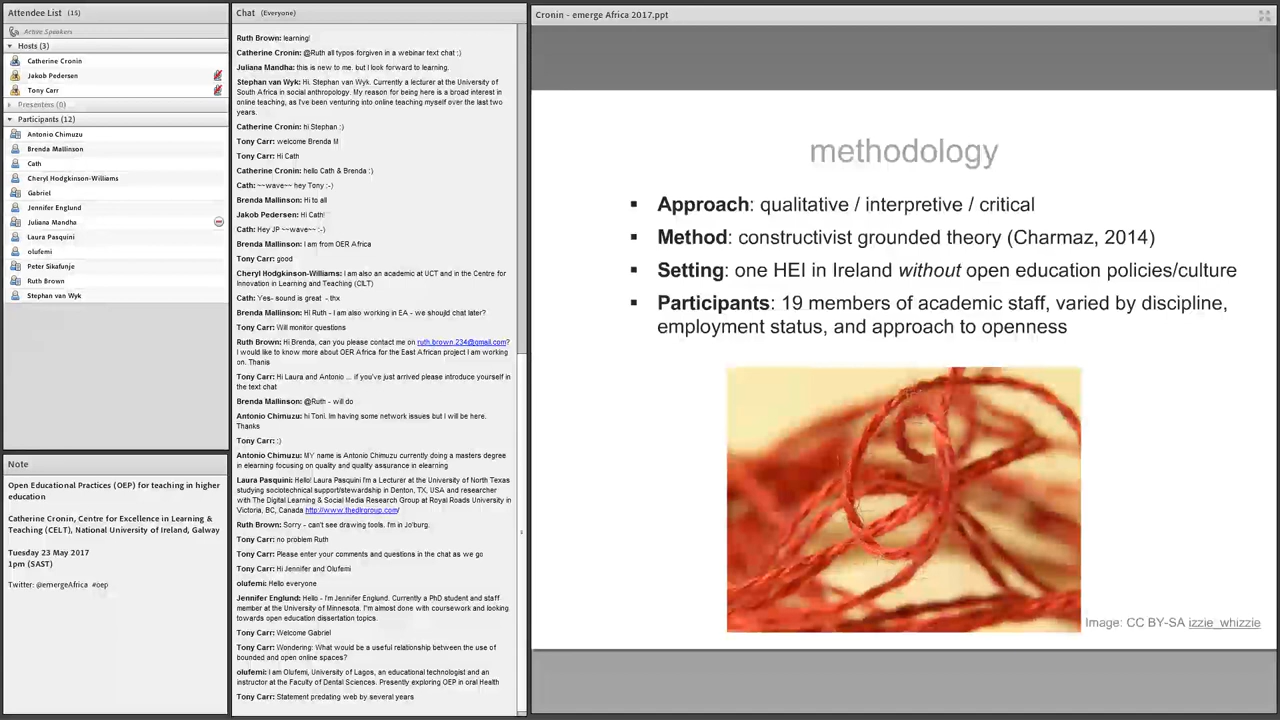 Attendee List (15)
Active Speakers
Hosts (3)
Catherine Cronin
Jakob Pedersen
Tony Carr
Presenters (0)
Participants (12)
Antonio Chimuzu
Brenda Mallinson
Cath
Cheryl Hodgkinson-Williams
Gabriel
Jennifer Englund
Juliana Mandha
Laura Pasquini
olufemi
Peter Sikafunje
Ruth Brown
Stephan van Wyk
Note
Open Educational Practices (OEP) for teaching in higher
education
Catherine Cronin, Centre for Excellence in Learning &
Teaching (CELT), National University of Ireland, Galway
Tuesday 23 May 2017
1pm (SAST)
Twitter: @emergeAfrica #oep
Chat (Everyone)
Ruth Brown: learning!
Catherine Cronin: @Ruth all typos forgiven in a webinar text chat ;)
Juliana Mandha: this is new to me. but I look forward to learning.
Stephan van Wyk: Hi. Stephan van Wyk. Currently a lecturer at the University of
South Africa in social anthropology. My reason for being here is a broad interest in
online teaching, as I've been venturing into online teaching myself over the last two
years.
Catherine Cronin: hi Stephan :)
Tony Carr: welcome Brenda M
Tony Carr: Hi Cath
Catherine Cronin: hello Cath & Brenda :)
Cath: ~~wave~~ hey Tony :-)
Brenda Mallinson: Hi to all
Jakob Pedersen: Hi Cath!
Cath: Hey JP ~~wave~~ :-)
Brenda Mallinson: I am from OER Africa
Tony Carr: good
Cheryl Hodgkinson-Williams: I am also an academic at UCT and in the Centre for
Innovation in Learning and Teaching (CILT)
Cath: Yes- sound is great -.thx
Brenda Mallinson: HI Ruth - I am also working in EA - we should chat later?
Tony Carr: Will monitor questions
Ruth Brown: Hi Brenda, can you please contact me on ruth.brown.234@gmail.com?
I would like to know more about OER Africa for the East African project I am working
on. Thanis
Tony Carr: Hi Laura and Antonio ... if you've just arrived please introduce yourself in
the text chat
Brenda Mallinson: @Ruth - will do
Antonio Chimuzu: hi Toni. Im having some network issues but I will be here.
Thanks
Tony Carr: :)
Antonio Chimuzu: MY name is Antonio Chimuzu currently doing a masters degree
in elearning focusing on quality and quality assurance in elearning
Laura Pasquini: Hello! Laura Pasquini I'm a Lecturer at the University of North Texas
studying sociotechnical support/stewardship in Denton, TX, USA and researcher
with The Digital Learning & Social Media Research Group at Royal Roads University in
Victoria, BC, Canada http://www.thedlrgroup.com/
Ruth Brown: Sorry - can't see drawing tools. I'm in Jo'burg.
Tony Carr: no problem Ruth
Tony Carr: Please enter your comments and questions in the chat as we go
Tony Carr: Hi Jennifer and Olufemi
olufemi: Hello everyone
Jennifer Englund: Hello - I'm Jennifer Englund. Currently a PhD student and staff
member at the University of Minnesota. I'm almost done with coursework and looking
towards open education dissertation topics.
Tony Carr: Welcome Gabriel
Tony Carr: Wondering: What would be a useful relationship between the use of
bounded and open online spaces?
olufemi: I am Olufemi, University of Lagos, an educational technologist and an
instructor at the Faculty of Dental Sciences. Presently exploring OEP in oral Health
Tony Carr: Statement predating web by several years
Cronin - emerge Africa 2017.ppt
methodology
▪ Approach: qualitative / interpretive / critical
▪ Method: constructivist grounded theory (Charmaz, 2014)
▪ Setting: one HEI in Ireland without open education policies/culture
▪ Participants: 19 members of academic staff, varied by discipline,
employment status, and approach to openness
Image: CC BY-SA izzie_whizzie